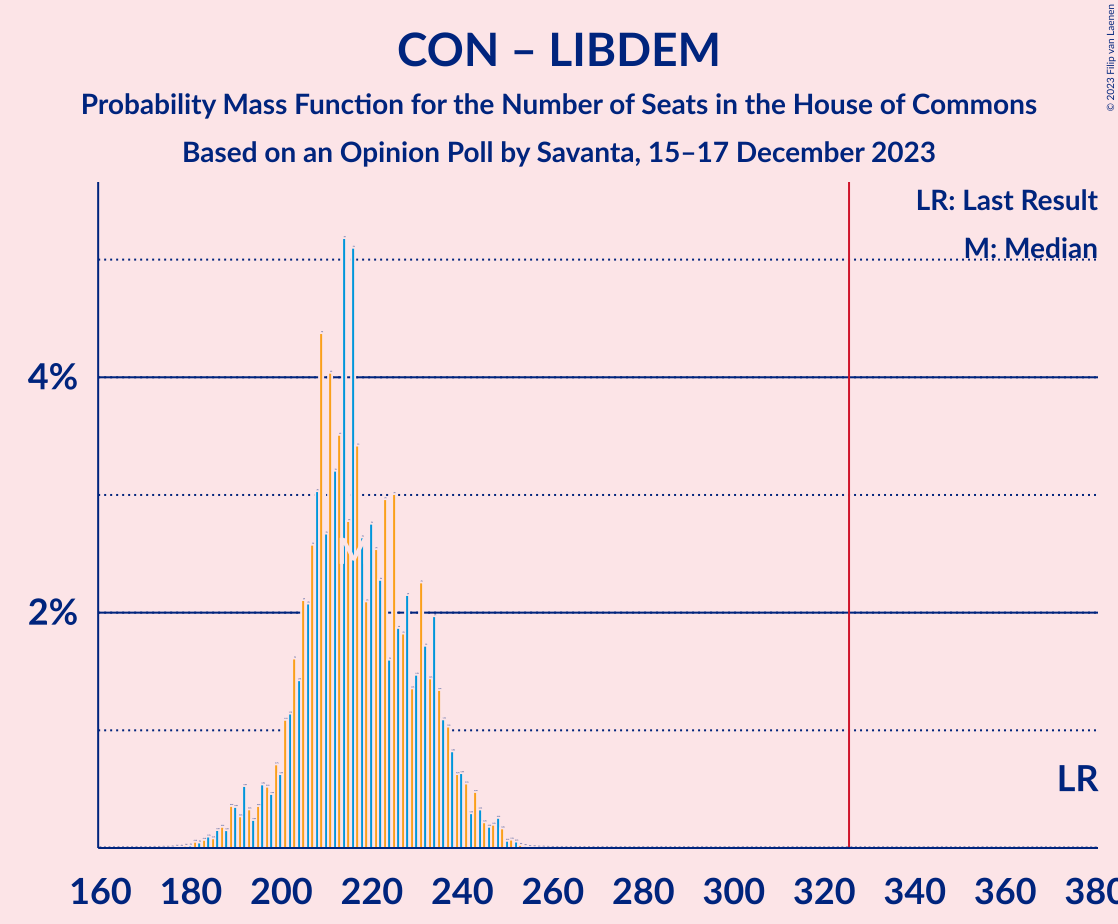 CON – LIBDEM
Probability Mass Function for the Number of Seats in the House of Commons
Based on an Opinion Poll by Savanta, 15–17 December 2023
© 2023 Filip van Laenen
LR: Last Result
M: Median
4%
2%
M
LR
160 180 200 220 240 260 280 300 320 340 360 380